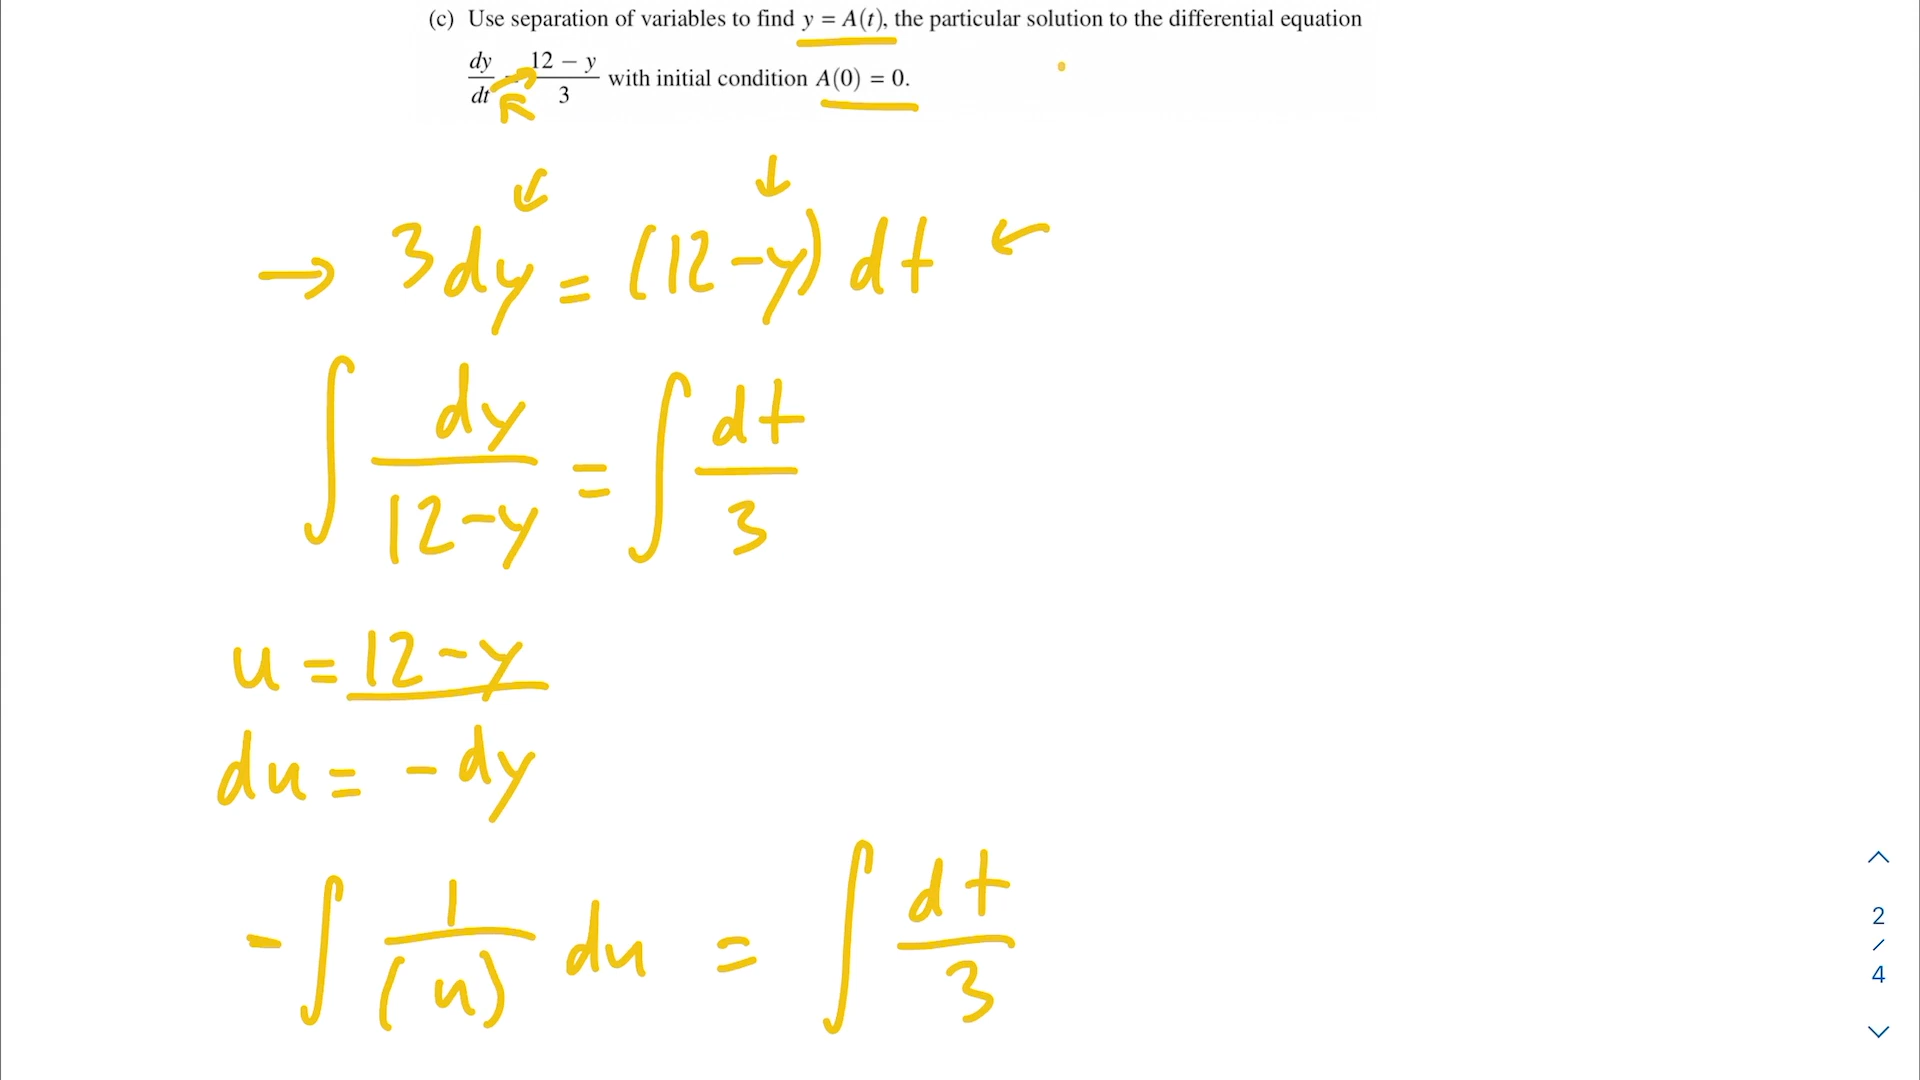 (c) Use separation of variables to find y = A(t), the particular solution to the differential equation
dy/dt = (12 − y)/3 with initial condition A(0) = 0.
→ 3dy = (12-y) dt ←
∫ dy/(12-y) = ∫ dt/3
u = 12-y
du = -dy
-∫ 1/(u) du = ∫ dt/3
2
/
4